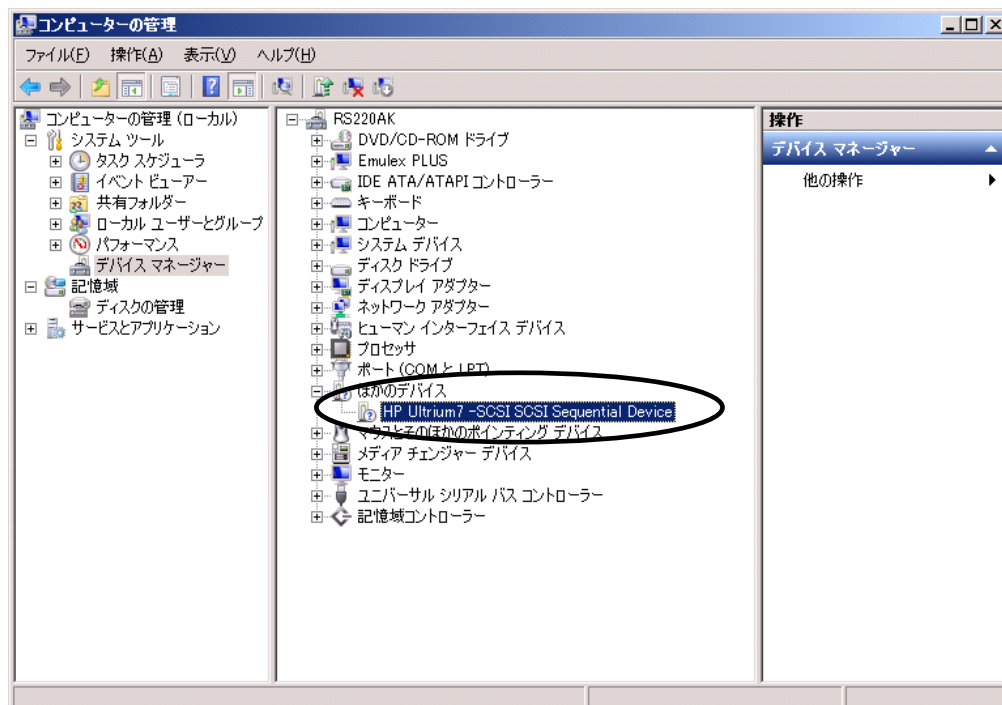 コンピューターの管理
ファイル(F) 操作(A) 表示(V) ヘルプ(H)
コンピューターの管理 (ローカル)
システム ツール
タスク スケジューラ
イベント ビューアー
共有フォルダー
ローカル ユーザーとグループ
パフォーマンス
デバイス マネージャー
記憶域
ディスクの管理
サービスとアプリケーション
RS220AK
DVD/CD-ROM ドライブ
Emulex PLUS
IDE ATA/ATAPI コントローラー
キーボード
コンピューター
システム デバイス
ディスク ドライブ
ディスプレイ アダプター
ネットワーク アダプター
ヒューマン インターフェイス デバイス
プロセッサ
ポート (COM と LPT)
ほかのデバイス
HP Ultrium7 -SCSI SCSI Sequential Device
マウスとそのほかのポインティング デバイス
メディア チェンジャー デバイス
モニター
ユニバーサル シリアル バス コントローラー
記憶域コントローラー
操作
デバイス マネージャー
他の操作